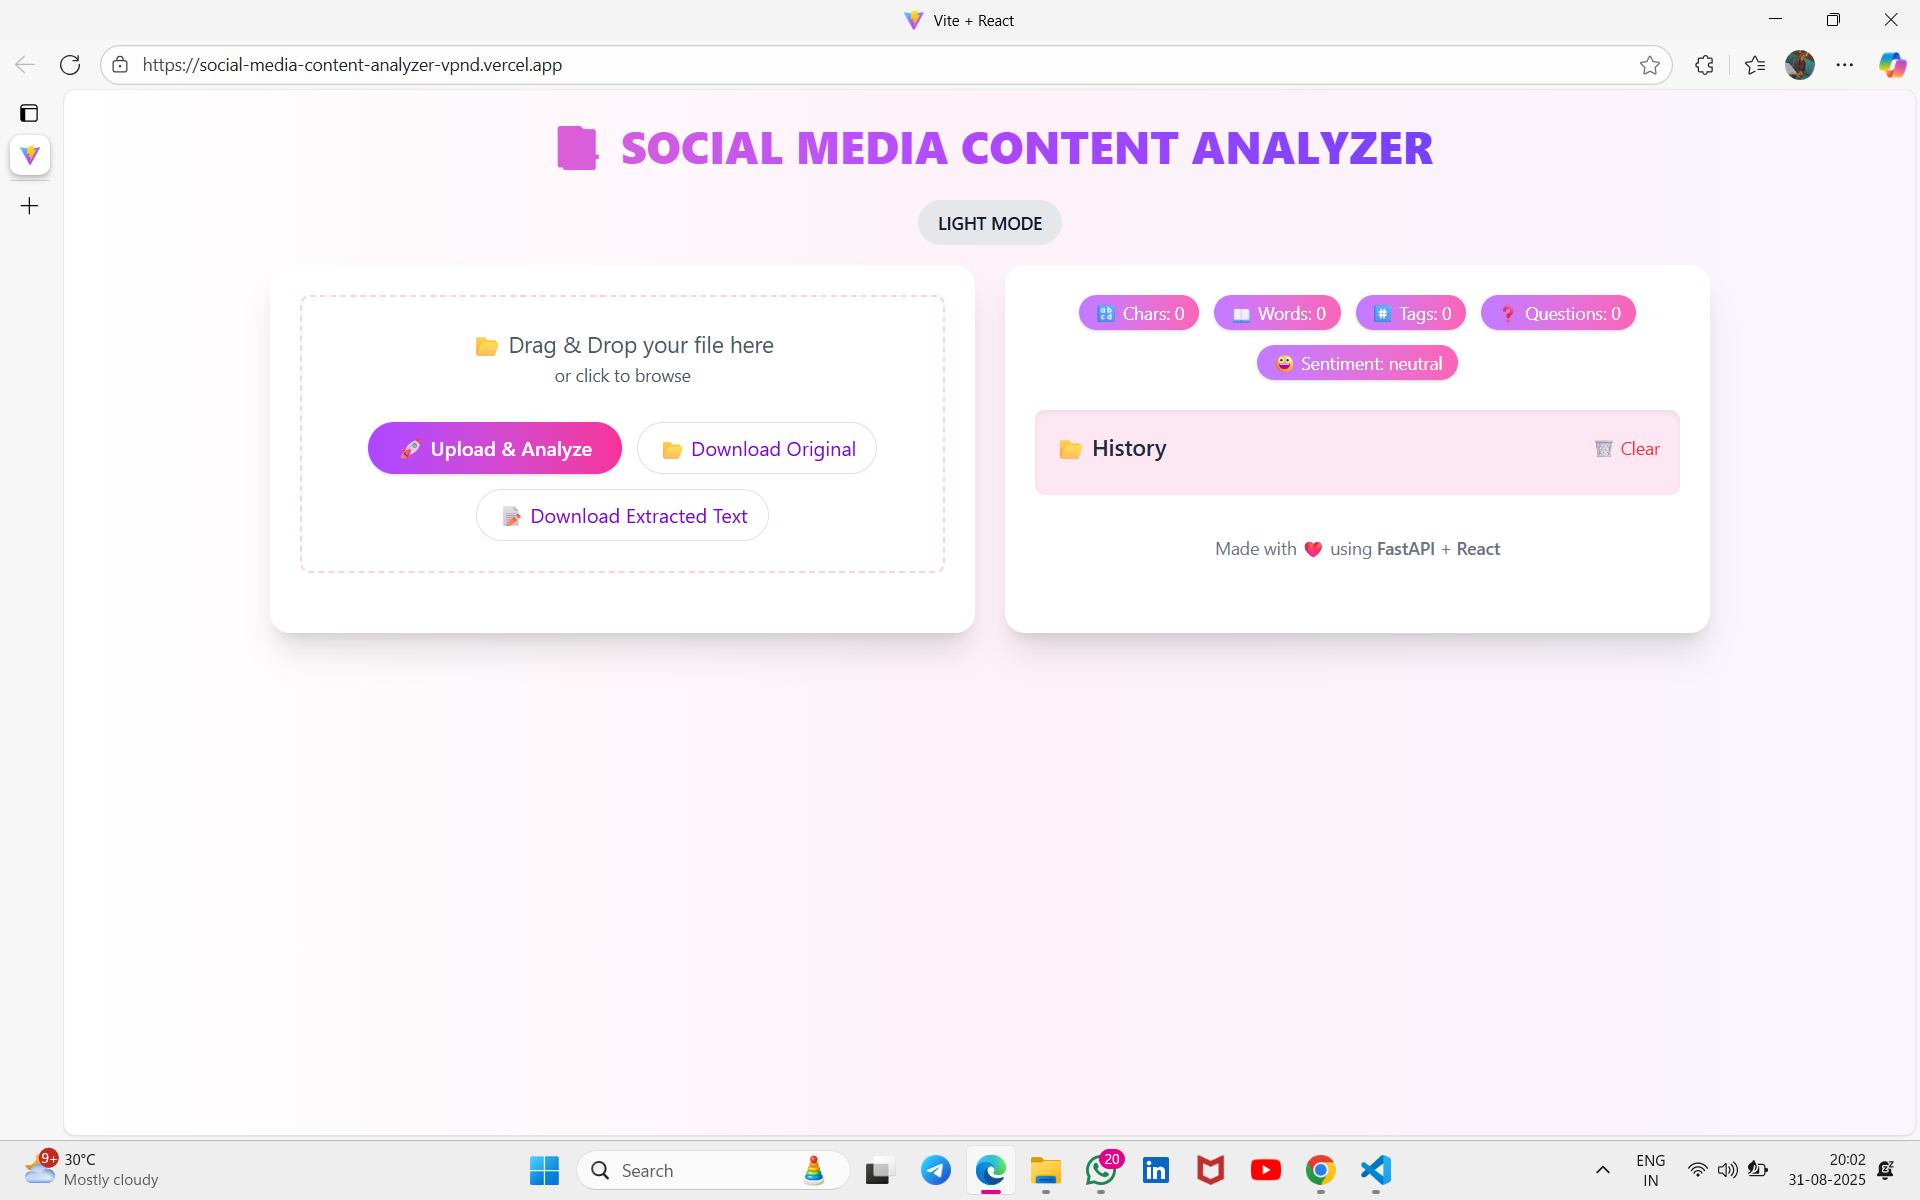 Vite + React
https://social-media-content-analyzer-vpnd.vercel.app
SOCIAL MEDIA CONTENT ANALYZER
LIGHT MODE
Drag & Drop your file here
or click to browse
Upload & Analyze
Download Original
Download Extracted Text
Chars: 0
Words: 0
Tags: 0
Questions: 0
Sentiment: neutral
History
Clear
Made with ❤️ using FastAPI + React
9+
30°C
Mostly cloudy
Search
20
ENG
IN
20:02
31-08-2025